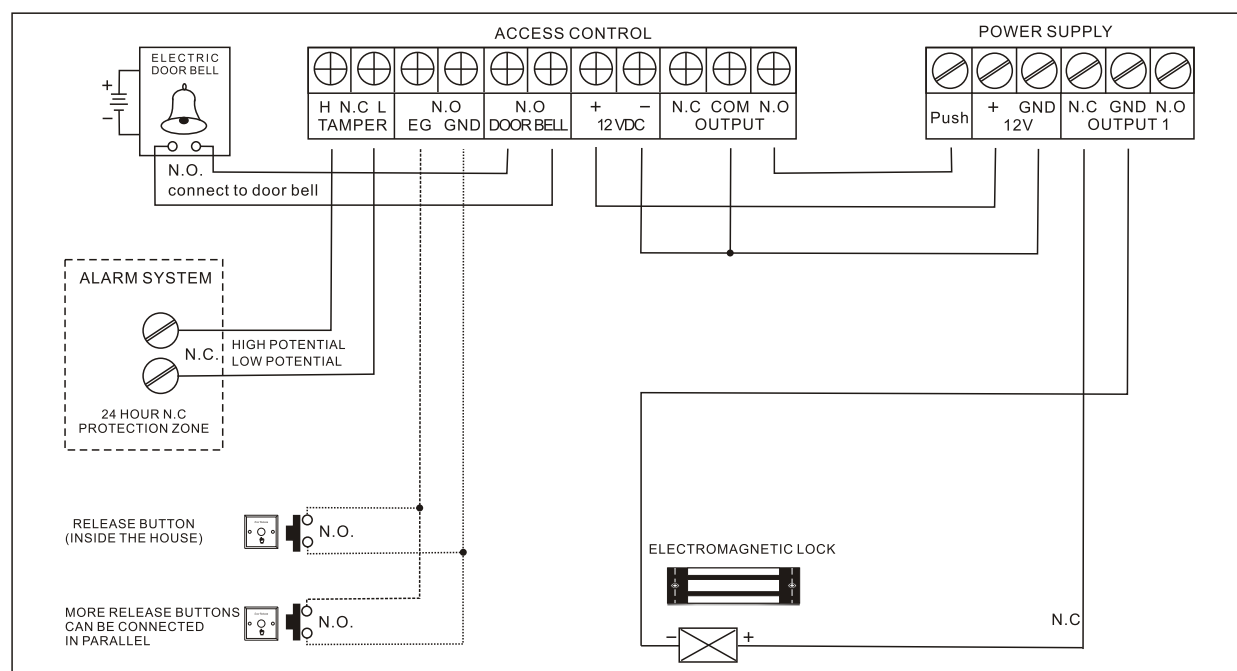 ACCESS CONTROL
POWER SUPPLY
ELECTRIC
DOOR BELL
+
−
H N.C L
TAMPER
N.O
EG GND
N.O
DOOR BELL
+ −
12 VDC
N.C COM N.O
OUTPUT
Push
+ GND
12V
N.C GND N.O
OUTPUT 1
N.O.
connect to door bell
ALARM SYSTEM
N.C.
HIGH POTENTIAL
LOW POTENTIAL
24 HOUR N.C
PROTECTION ZONE
RELEASE BUTTON
(INSIDE THE HOUSE)
N.O.
MORE RELEASE BUTTONS
CAN BE CONNECTED
IN PARALLEL
N.O.
ELECTROMAGNETIC LOCK
− +
N.C